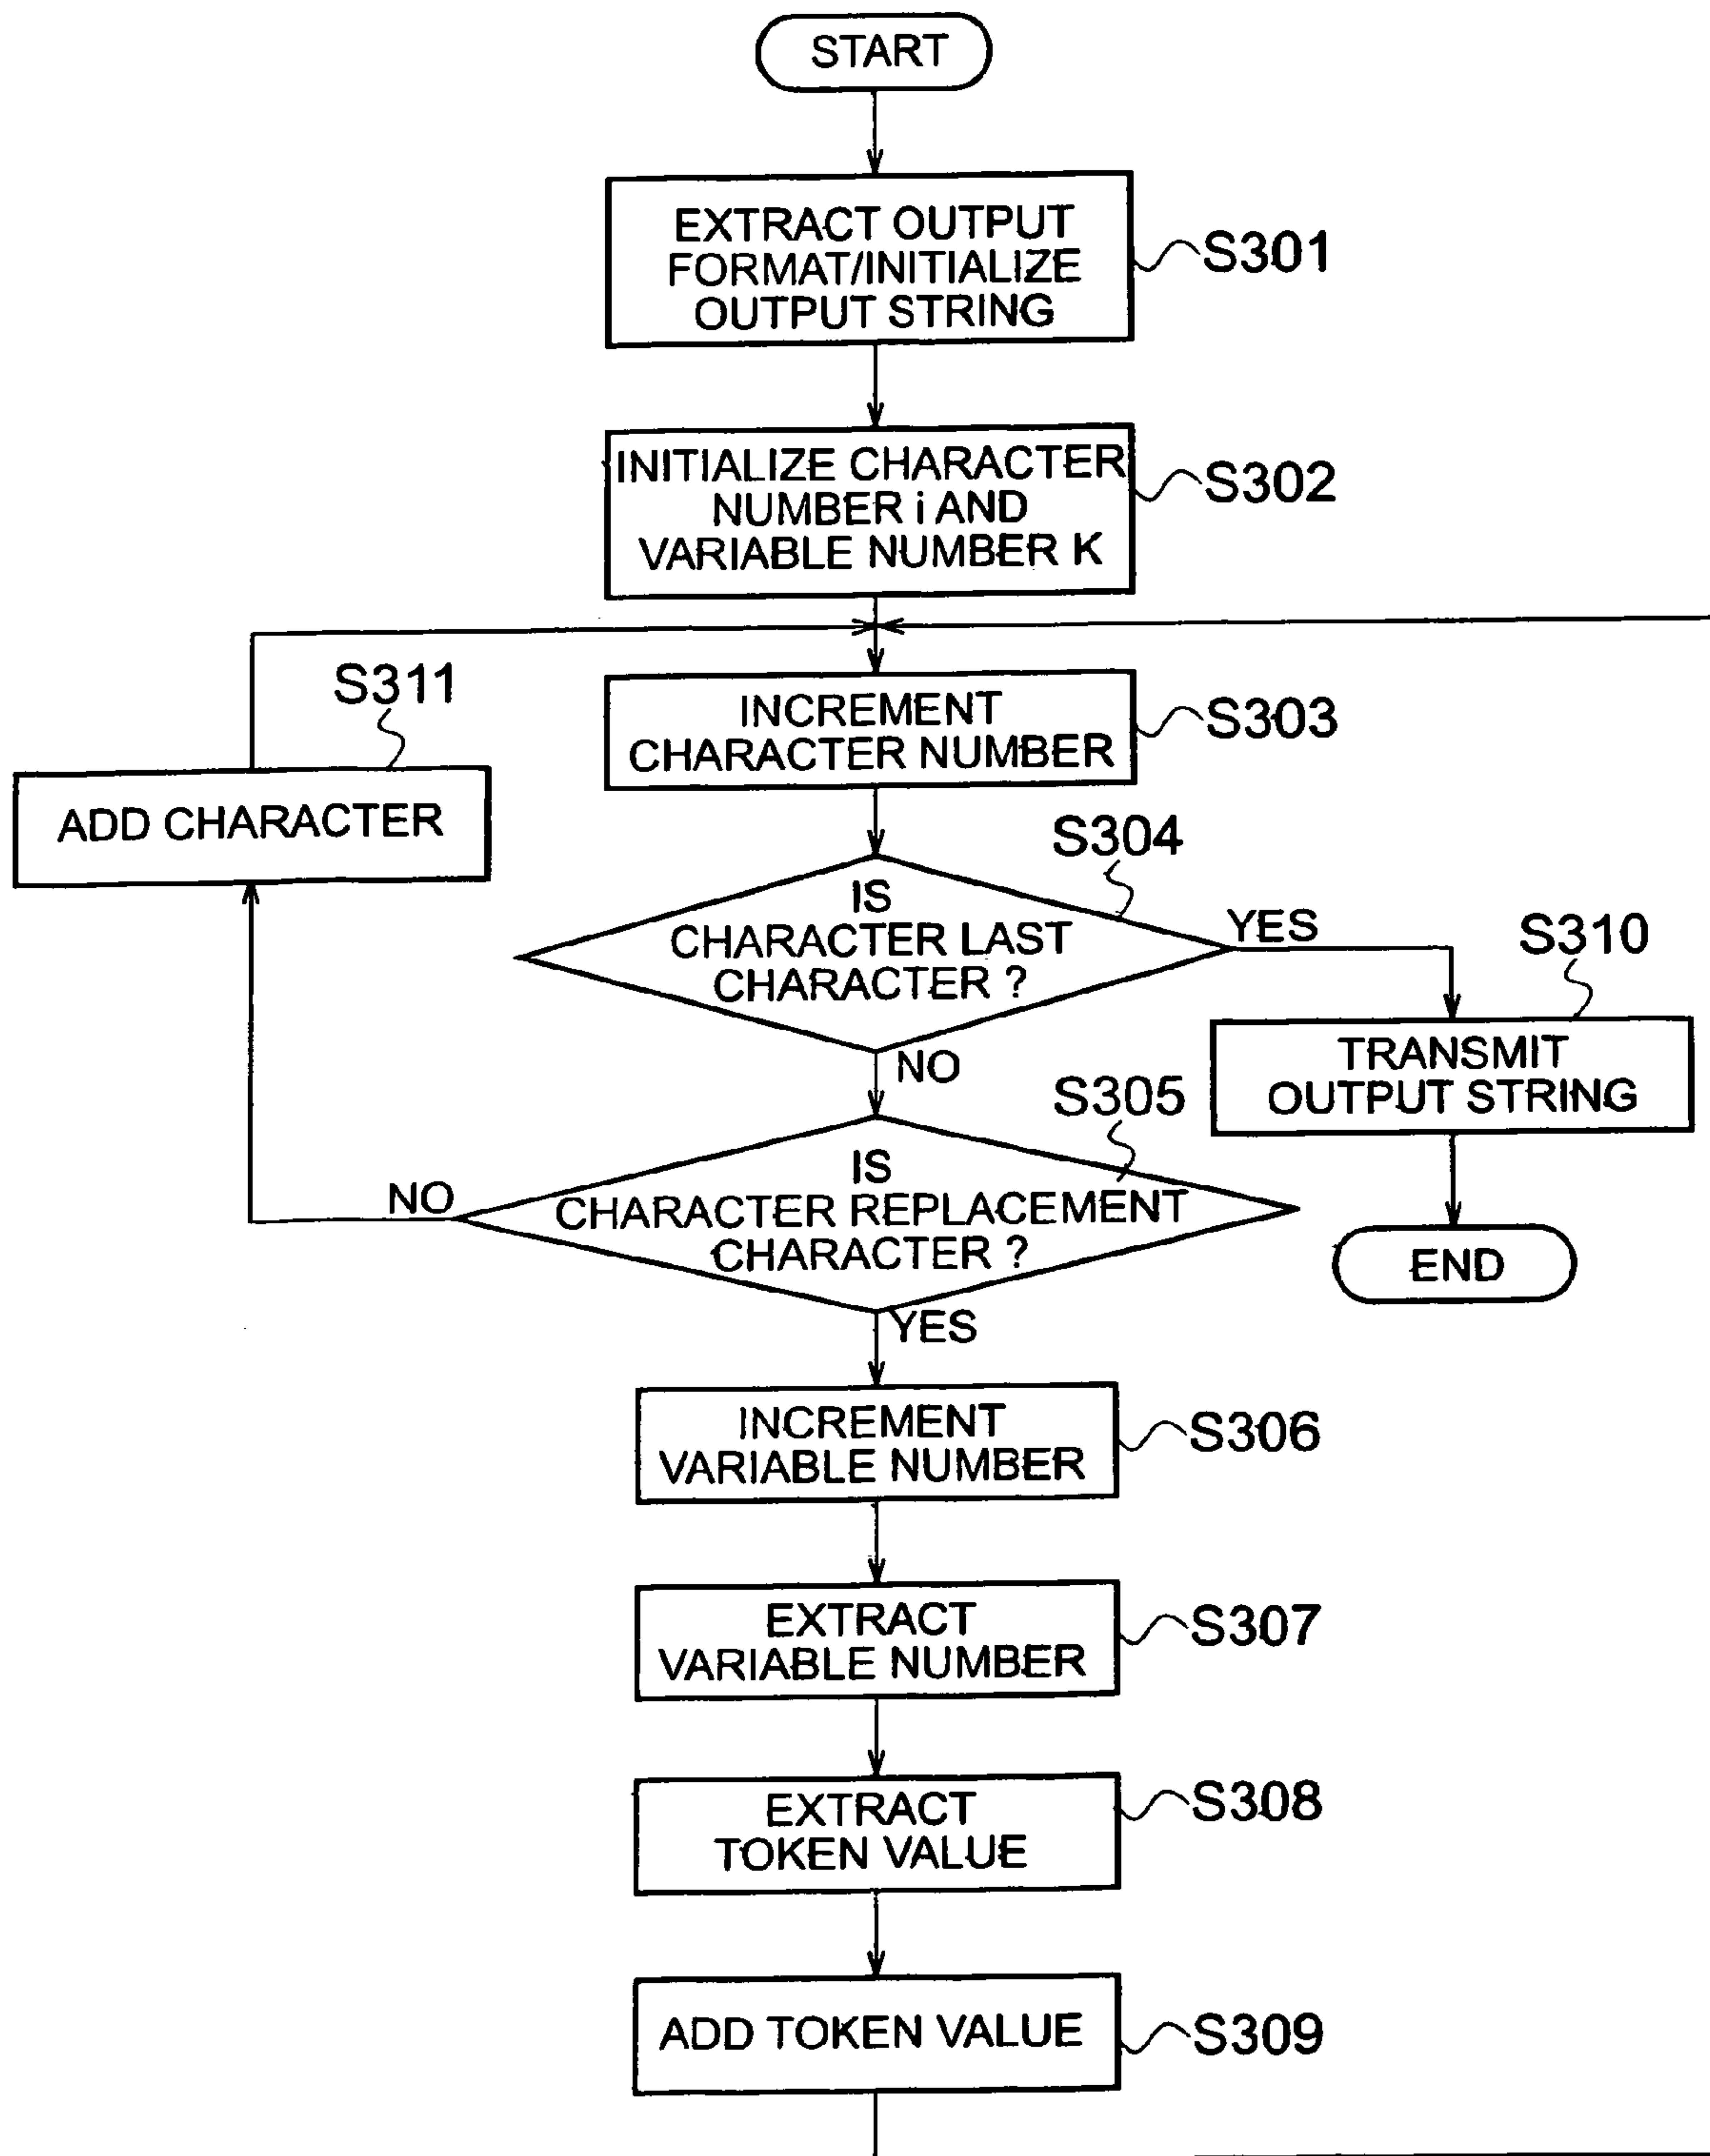 START
EXTRACT OUTPUT
FORMAT/INITIALIZE
OUTPUT STRING
S301
INITIALIZE CHARACTER
NUMBER i AND
VARIABLE NUMBER K
S302
S311
ADD CHARACTER
INCREMENT
CHARACTER NUMBER
S303
S304
IS
CHARACTER LAST
CHARACTER ?
YES
NO
S310
TRANSMIT
OUTPUT STRING
END
S305
IS
CHARACTER REPLACEMENT
CHARACTER ?
NO
YES
INCREMENT
VARIABLE NUMBER
S306
EXTRACT
VARIABLE NUMBER
S307
EXTRACT
TOKEN VALUE
S308
ADD TOKEN VALUE
S309